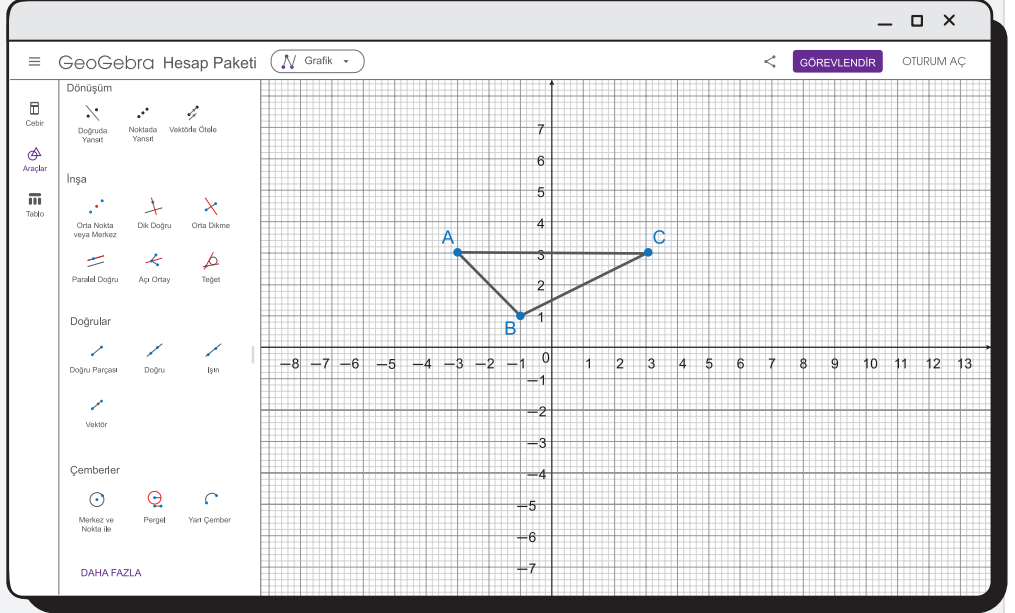 GeoGebra Hesap Paketi
Grafik
GÖREVLENDİR
OTURUM AÇ
Cebir
Araçlar
Tablo
Dönüşüm
Doğruda
Yansıt
Noktada
Yansıt
Vektörle Ötele
İnşa
Orta Nokta
veya Merkez
Dik Doğru
Orta Dikme
Paralel Doğru
Açı Ortay
Teğet
Doğrular
Doğru Parçası
Doğru
Işın
Vektör
Çemberler
Merkez ve
Nokta ile
Pergel
Yarı Çember
DAHA FAZLA
7
6
5
4
3
2
1
A
C
B
–8 –7 –6 –5 –4 –3 –2 –1 0 1 2 3 4 5 6 7 8 9 10 11 12 13
–1
–2
–3
–4
–5
–6
–7